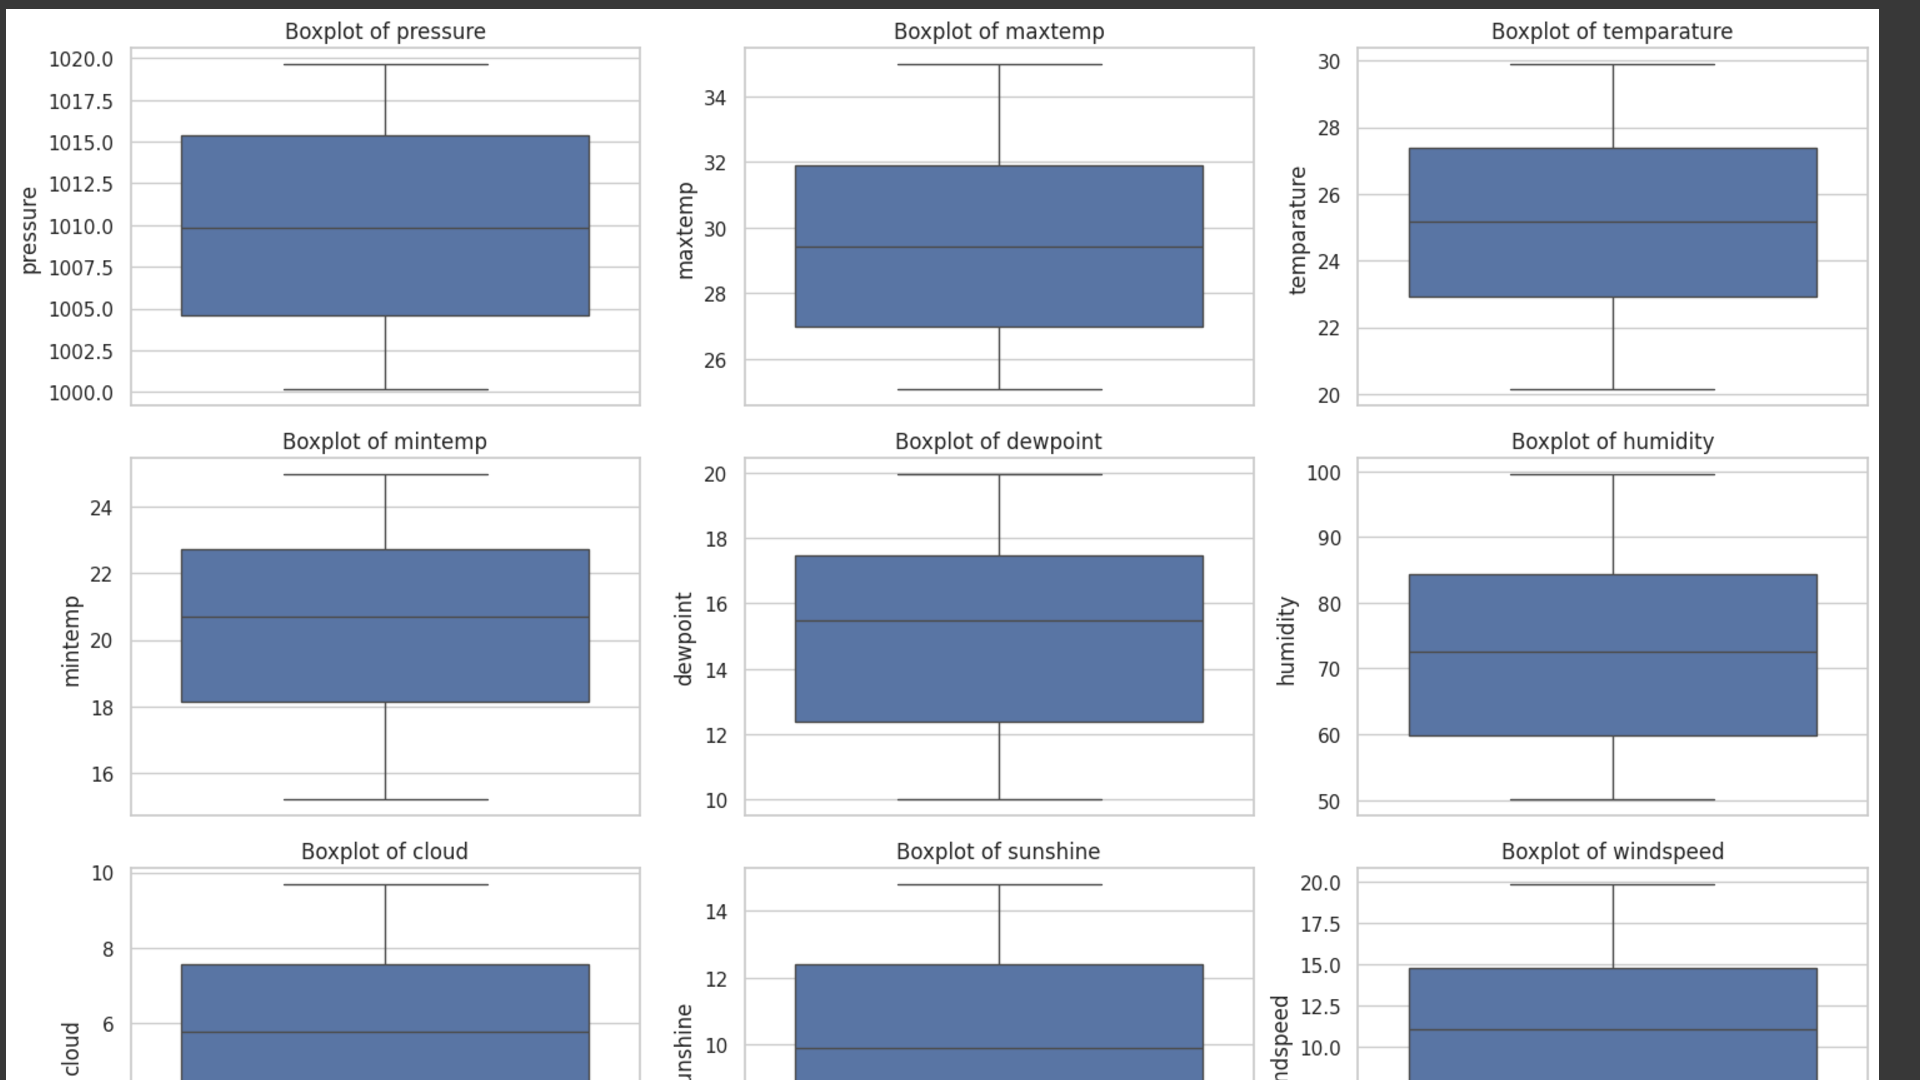 Boxplot of pressure
1020.0
1017.5
1015.0
1012.5
1010.0
1007.5
1005.0
1002.5
1000.0
pressure
Boxplot of maxtemp
34
32
30
28
26
maxtemp
Boxplot of temparature
30
28
26
24
22
20
temparature
Boxplot of mintemp
24
22
20
18
16
mintemp
Boxplot of dewpoint
20
18
16
14
12
10
dewpoint
Boxplot of humidity
100
90
80
70
60
50
humidity
Boxplot of cloud
10
8
6
cloud
Boxplot of sunshine
14
12
10
unshine
Boxplot of windspeed
20.0
17.5
15.0
12.5
10.0
ndspeed